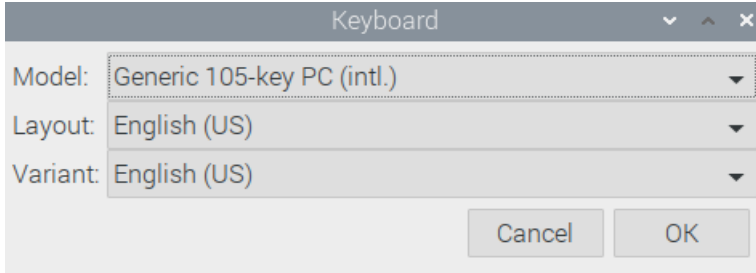 Keyboard
Model: Generic 105-key PC (intl.)
Layout: English (US)
Variant: English (US)
Cancel OK